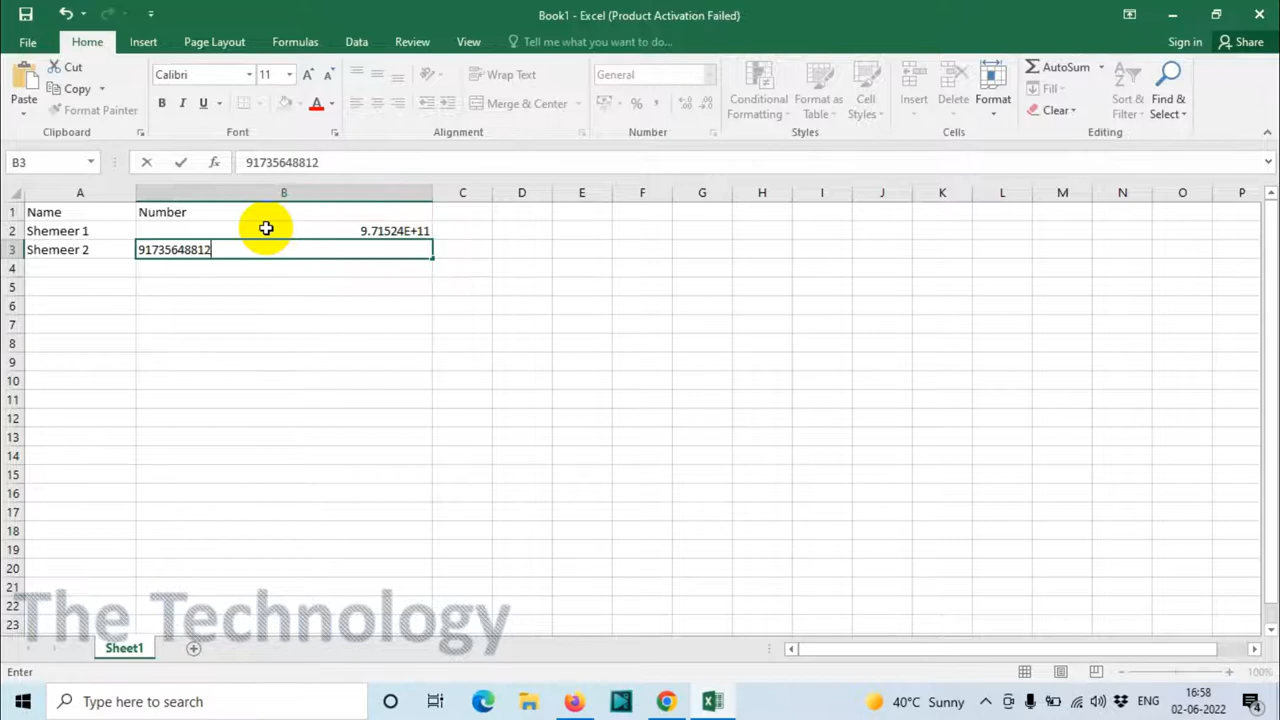 Book1 - Excel (Product Activation Failed)
File Home Insert Page Layout Formulas Data Review View Tell me what you want to do... Sign in Share
Paste Cut Copy Format Painter Clipboard
Calibri 11 A A B I U A Font
Wrap Text Merge & Center Alignment
General % , Number
Conditional Formatting Format as Table Cell Styles Styles
Insert Delete Format Cells
AutoSum Fill Clear Sort & Filter Find & Select Editing
B3 fx 91735648812
A B C D E F G H I J K L M N O P
1 Name Number
2 Shemeer 1 9.71524E+11
3 Shemeer 2 91735648812
4
5
6
7
8
9
10
11
12
13
14
15
16
17
18
19
20
21
22
23
The Technology
Sheet1
Enter 100%
Type here to search 40°C Sunny ENG 16:58 02-06-2022 4